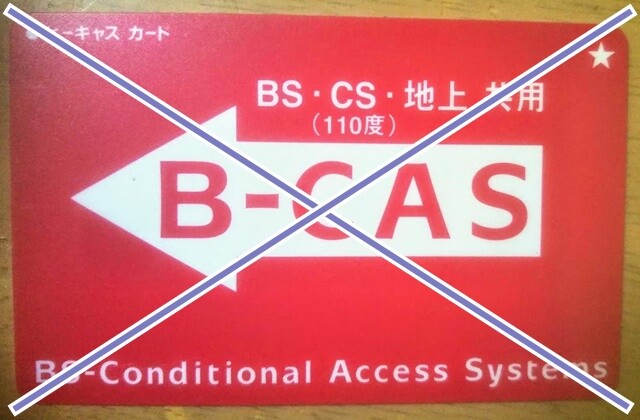 ビーキャス カード
BS・CS・地上 共用
(110度)
B-CAS
BS-Conditional Access Systems